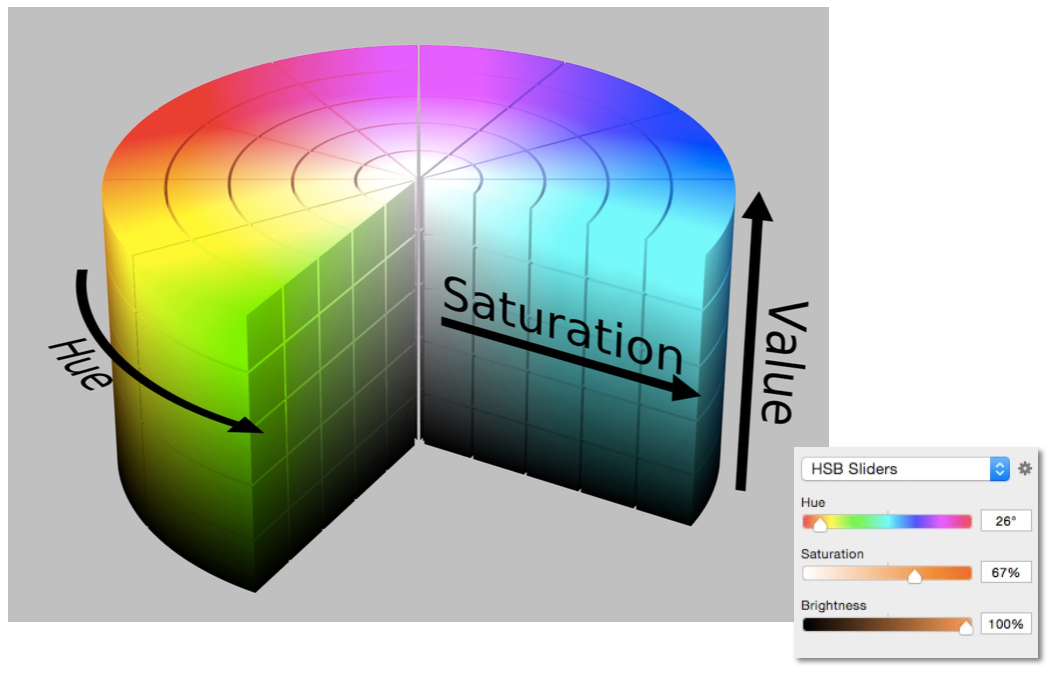 Hue
Saturation
Value
HSB Sliders
Hue
26°
Saturation
67%
Brightness
100%